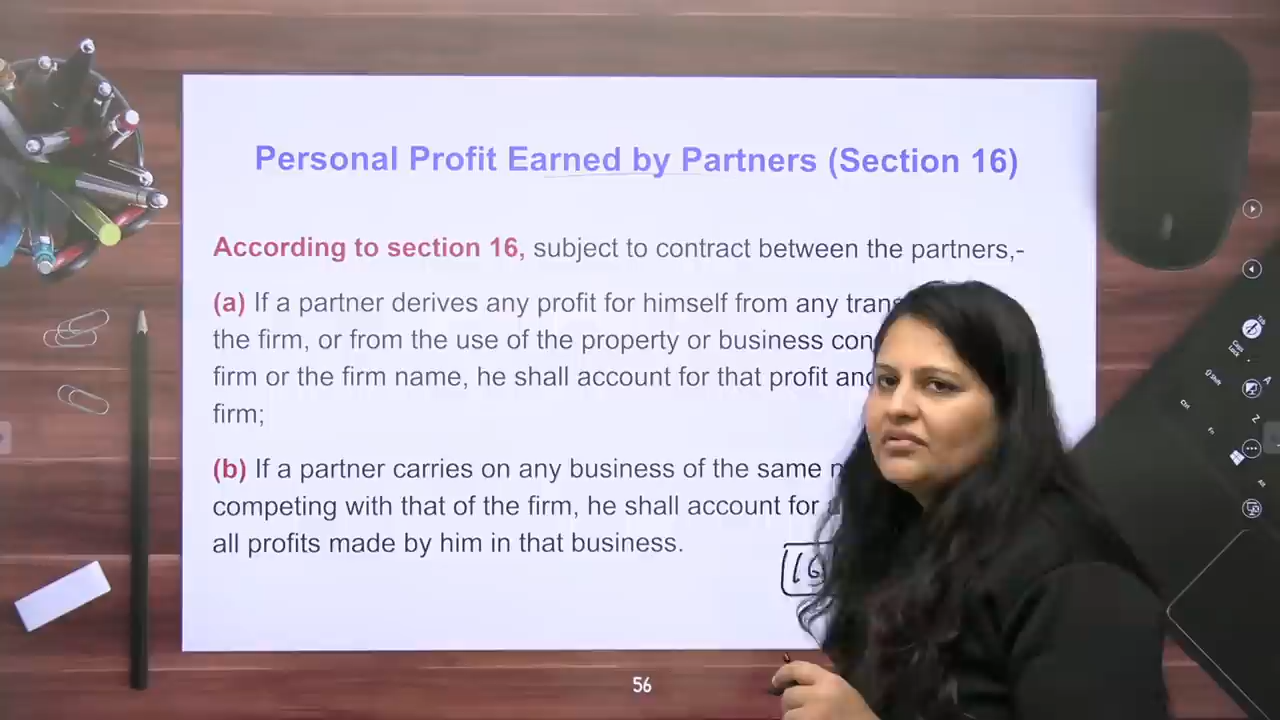 Personal Profit Earned by Partners (Section 16)
According to section 16, subject to contract between the partners,-
(a) If a partner derives any profit for himself from any
the firm, or from the use of the property or business
firm or the firm name, he shall account for that profit
firm;
(b) If a partner carries on any business of the same
competing with that of the firm, he shall account for
all profits made by him in that business.
16
56